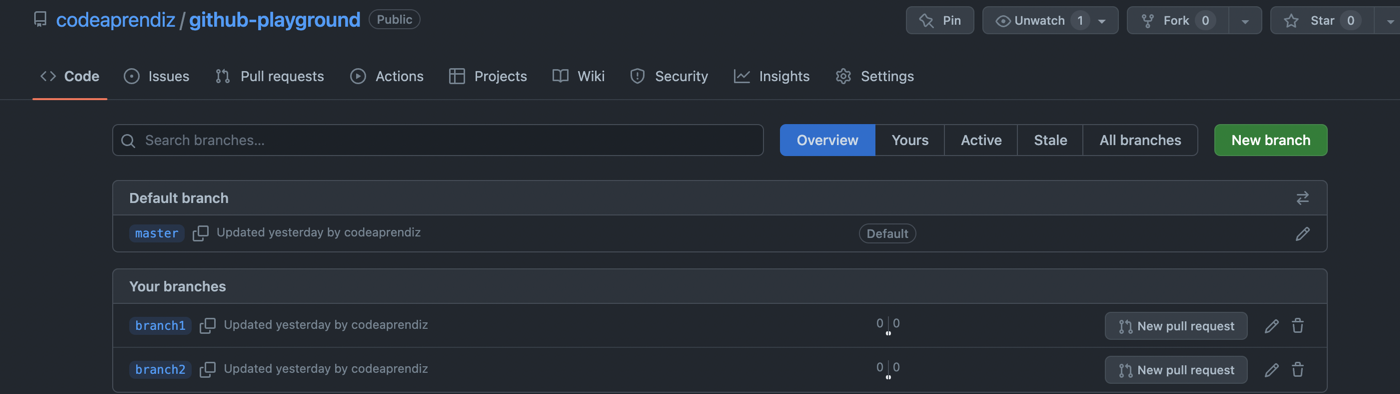 codeaprendiz / github-playground Public Pin Unwatch 1 Fork 0 Star 0
Code Issues Pull requests Actions Projects Wiki Security Insights Settings
Search branches... Overview Yours Active Stale All branches New branch
Default branch
master Updated yesterday by codeaprendiz Default
Your branches
branch1 Updated yesterday by codeaprendiz 0 0 New pull request
branch2 Updated yesterday by codeaprendiz 0 0 New pull request